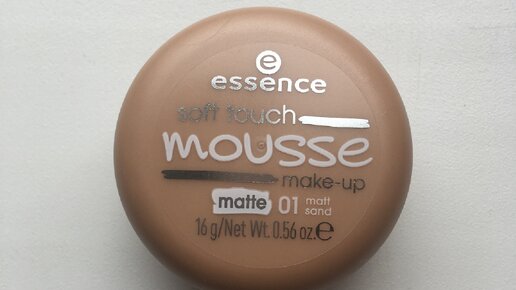 e
essence
soft touch
mousse
make-up
matte 01 matt sand
16 g/Net Wt. 0.56 oz.℮